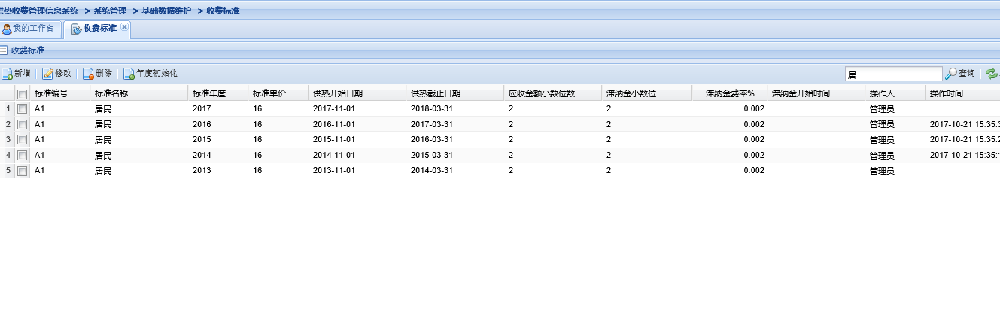 供热收费管理信息系统 -> 系统管理 -> 基础数据维护 -> 收费标准
我的工作台 收费标准
收费标准
新增 修改 删除 年度初始化 居 查询
标准编号 标准名称 标准年度 标准单价 供热开始日期 供热截止日期 应收金额小数位数 滞纳金小数位 滞纳金费率% 滞纳金开始时间 操作人 操作时间
1 A1 居民 2017 16 2017-11-01 2018-03-31 2 2 0.002 管理员
2 A1 居民 2016 16 2016-11-01 2017-03-31 2 2 0.002 管理员 2017-10-21 15:35:3
3 A1 居民 2015 16 2015-11-01 2016-03-31 2 2 0.002 管理员 2017-10-21 15:35:2
4 A1 居民 2014 16 2014-11-01 2015-03-31 2 2 0.002 管理员 2017-10-21 15:35:1
5 A1 居民 2013 16 2013-11-01 2014-03-31 2 2 0.002 管理员